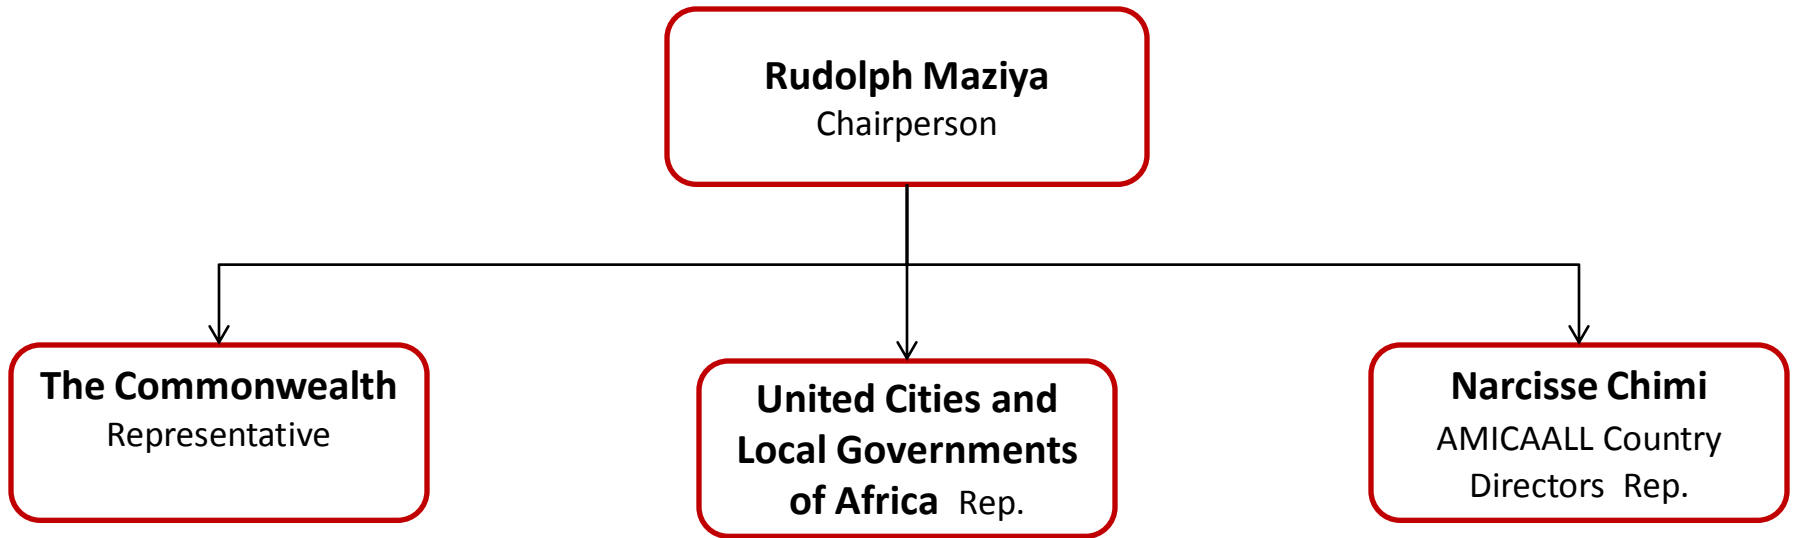 Rudolph Maziya
Chairperson
The Commonwealth
Representative
United Cities and
Local Governments
of Africa Rep.
Narcisse Chimi
AMICAALL Country
Directors Rep.